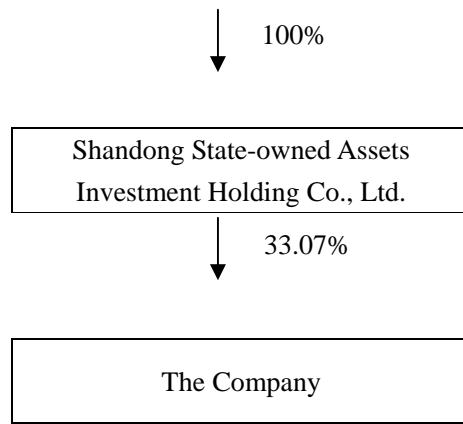 100%
Shandong State-owned Assets
Investment Holding Co., Ltd.
33.07%
The Company